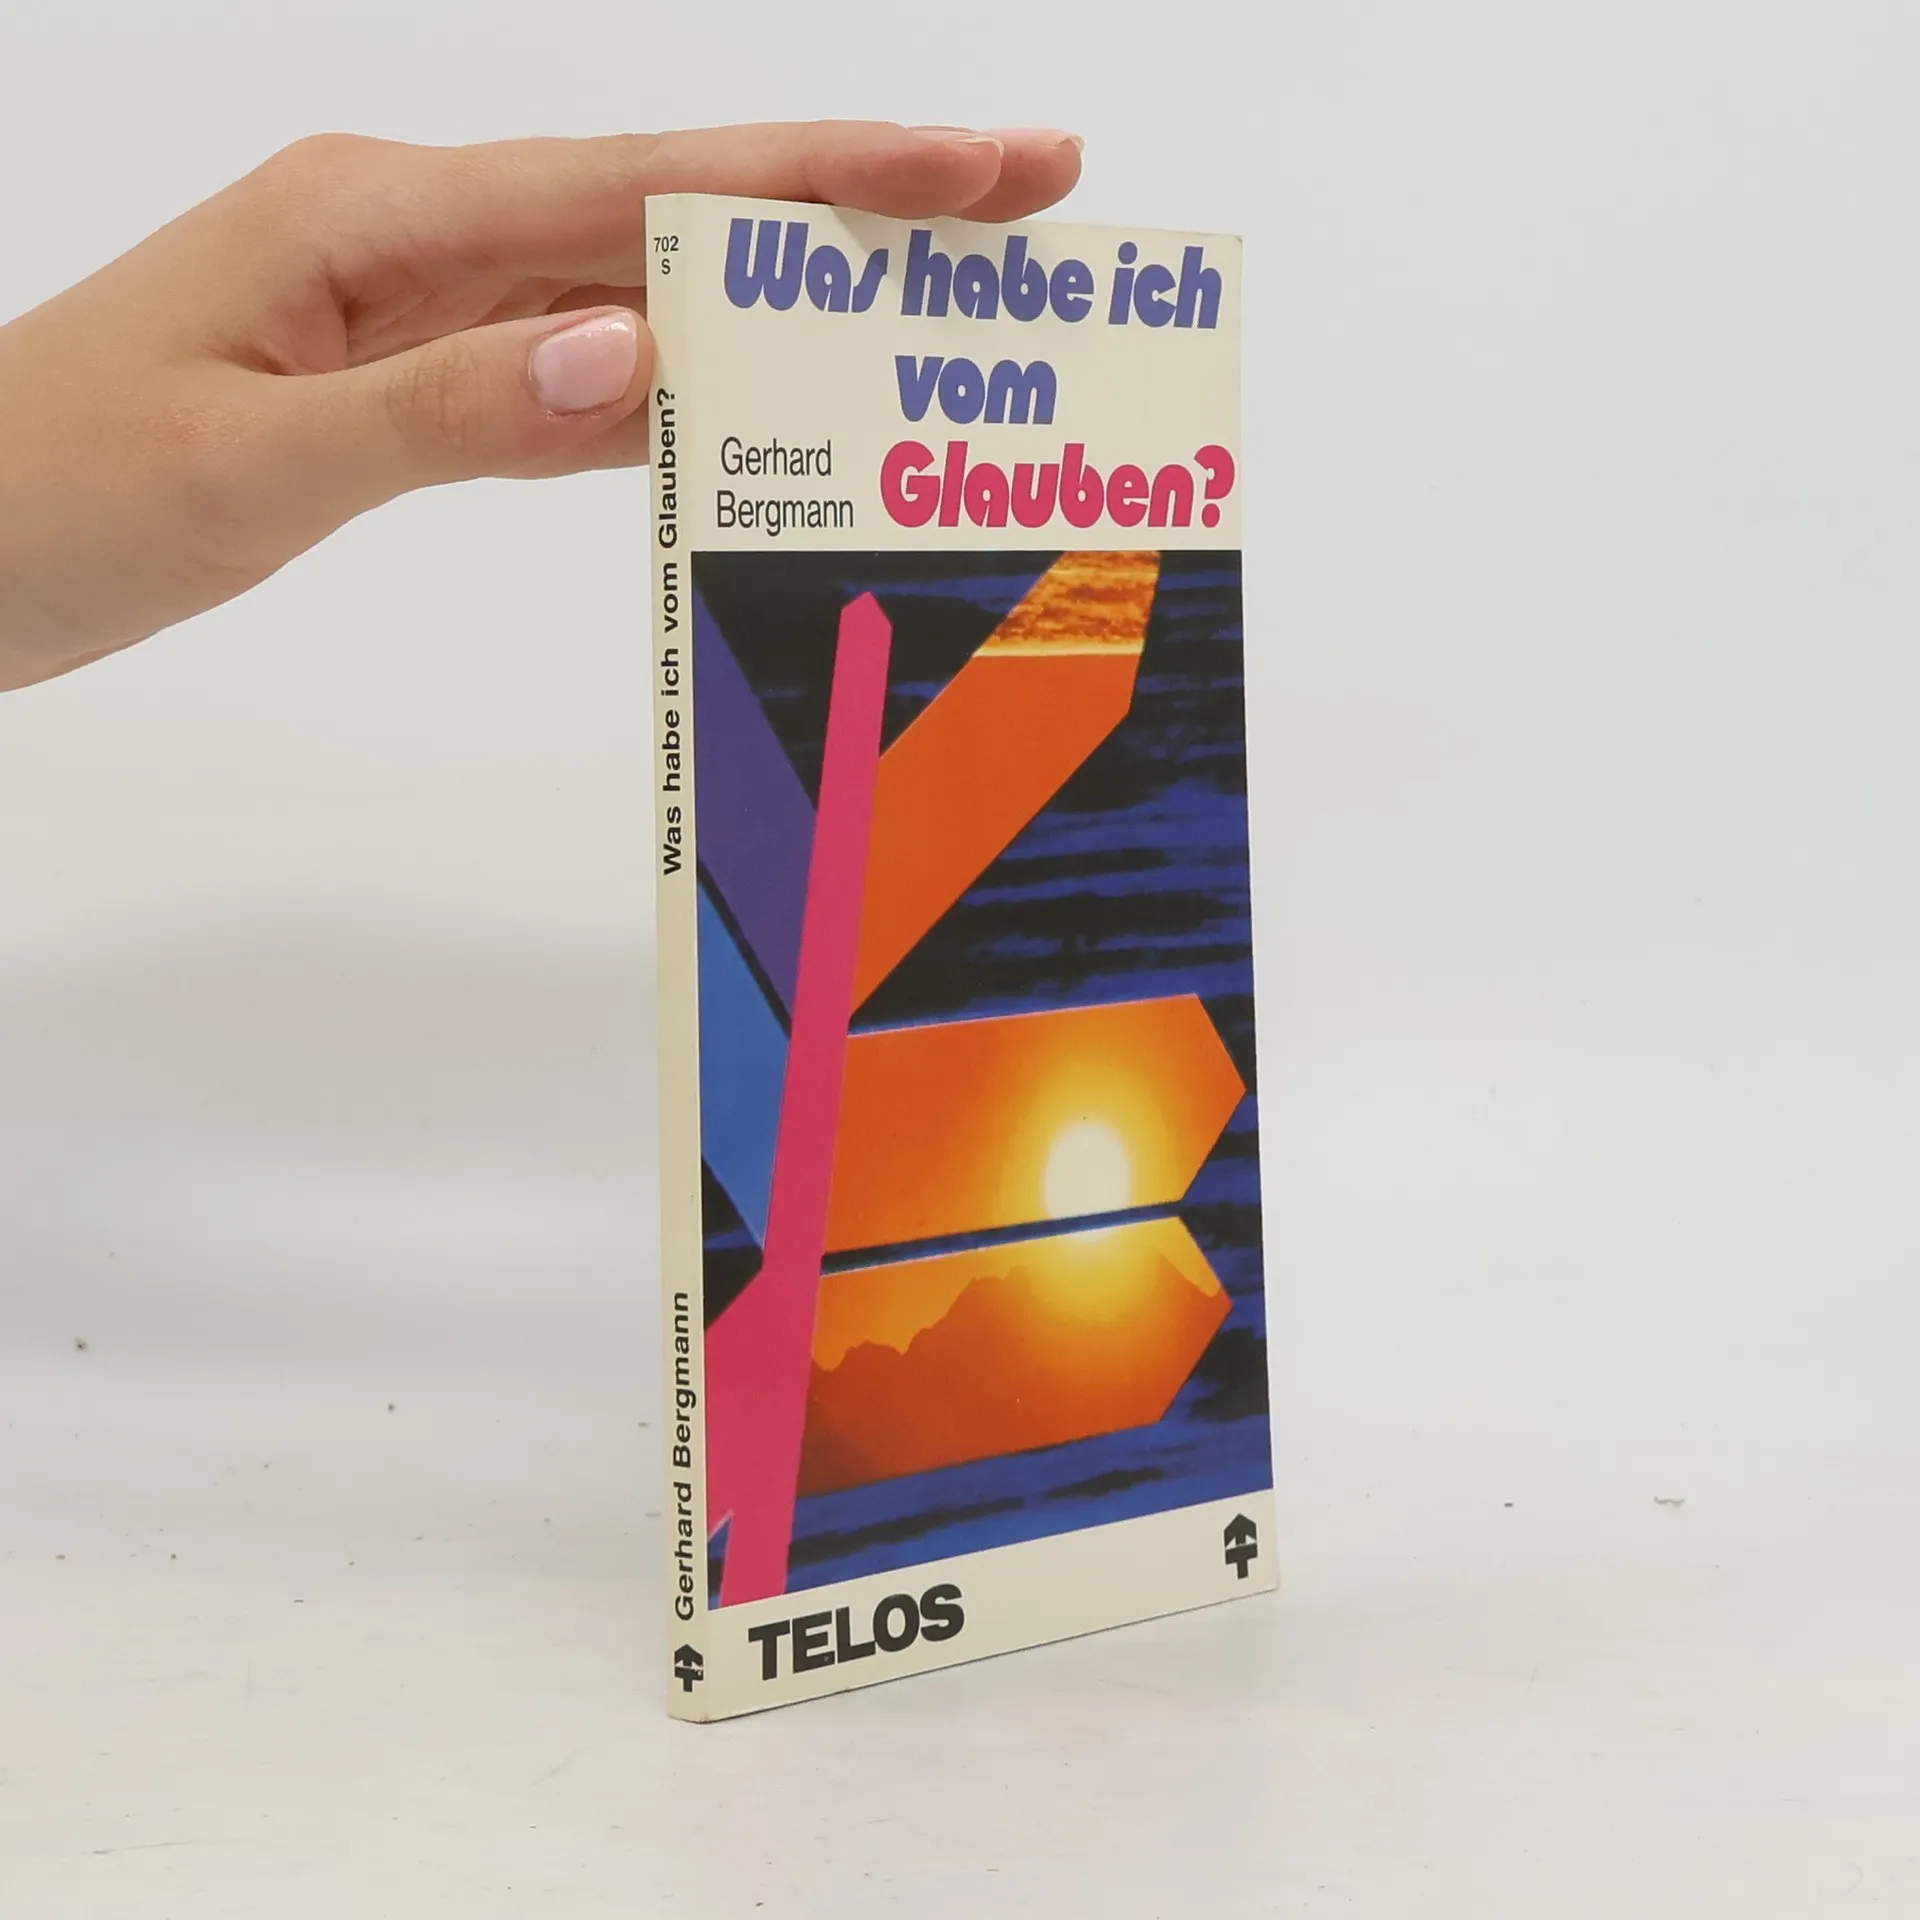 702
S
Was habe ich vom Glauben?
Gerhard Bergmann
Was habe ich
vom
Glauben?
Gerhard
Bergmann
TELOS